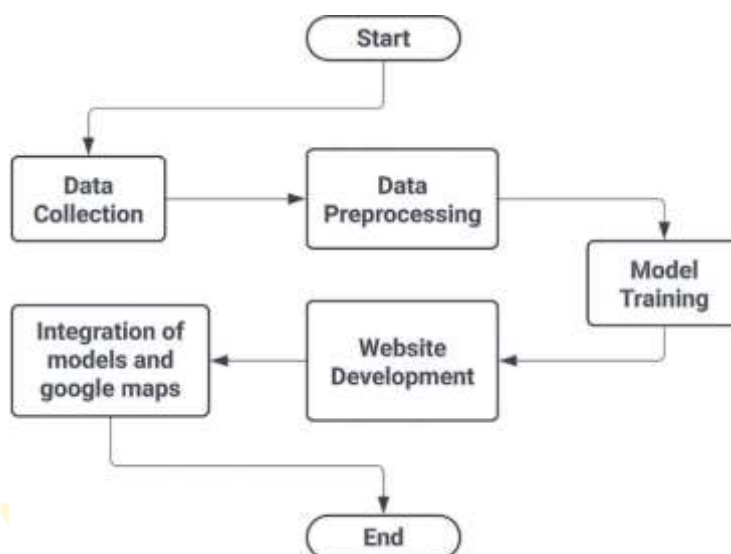 Start
Data
Collection
Data
Preprocessing
Model
Training
Website
Development
Integration of
models and
google maps
End